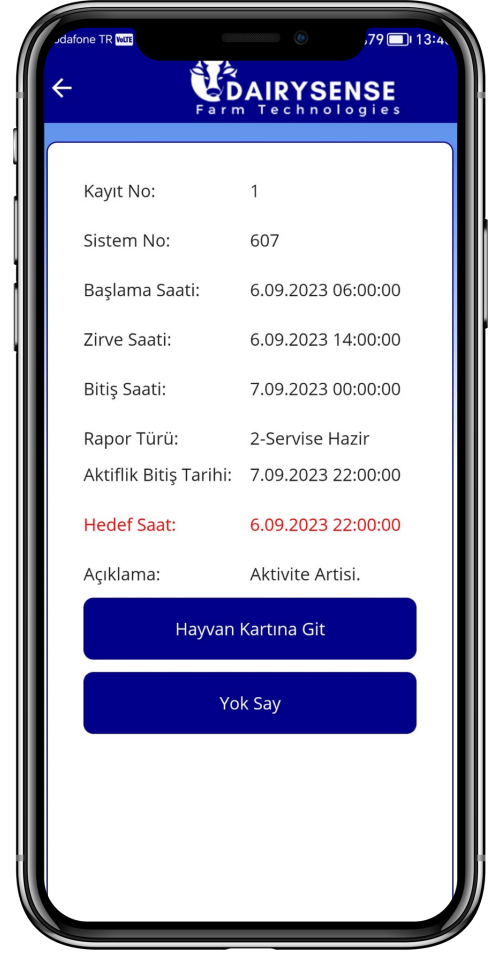 TR VoLTE 79 13:4
DAIRYSENSE
Farm Technologies
Kayıt No: 1
Sistem No: 607
Başlama Saati: 6.09.2023 06:00:00
Zirve Saati: 6.09.2023 14:00:00
Bitiş Saati: 7.09.2023 00:00:00
Rapor Türü: 2-Servise Hazir
Aktiflik Bitiş Tarihi: 7.09.2023 22:00:00
Hedef Saat: 6.09.2023 22:00:00
Açıklama: Aktivite Artisi.
Hayvan Kartına Git
Yok Say